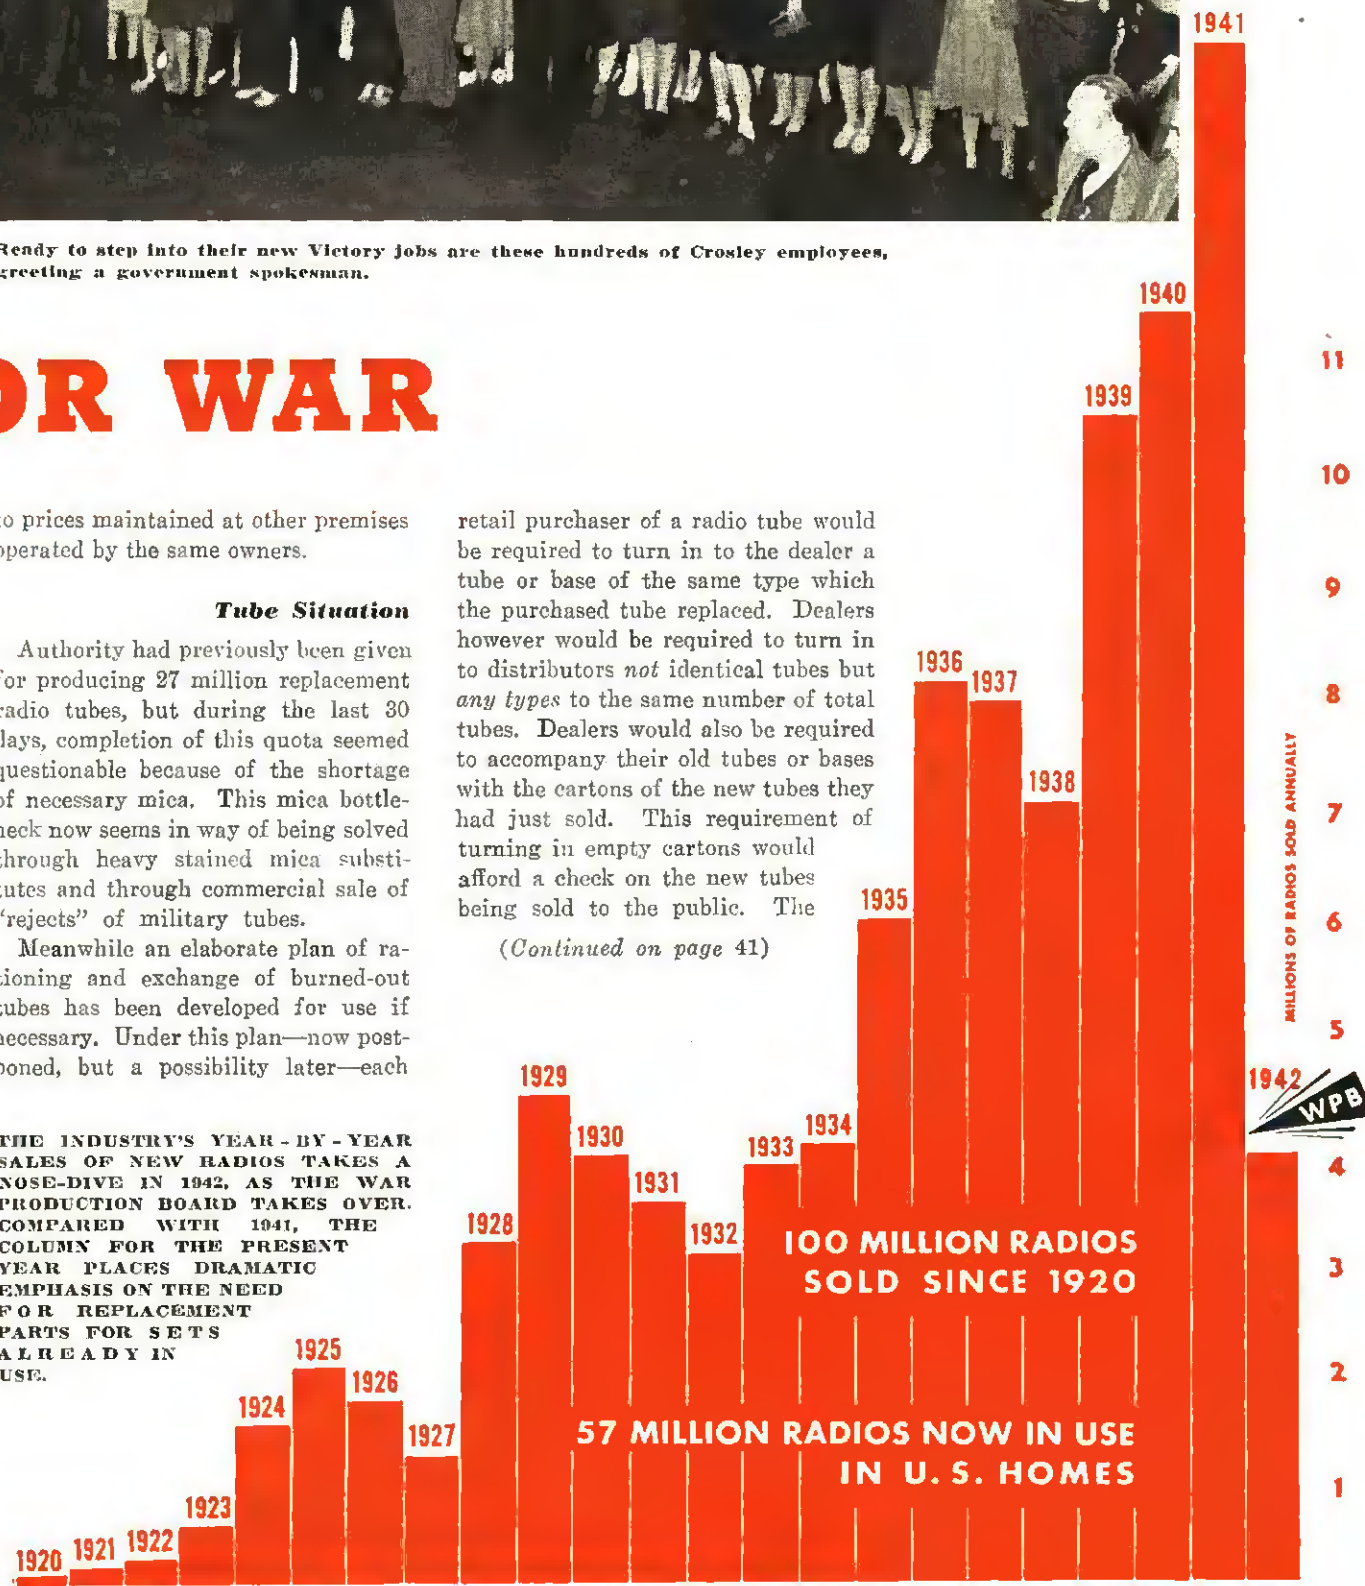 Ready to step into their new Victory jobs are these hundreds of Crosley employees,
greeting a government spokesman.
OR WAR
to prices maintained at other premises
operated by the same owners.
Tube Situation
Authority had previously been given
for producing 27 million replacement
radio tubes, but during the last 30
days, completion of this quota seemed
questionable because of the shortage
of necessary mica. This mica bottle-
neck now seems in way of being solved
through heavy stained mica substi-
tutes and through commercial sale of
"rejects" of military tubes.
Meanwhile an elaborate plan of ra-
tioning and exchange of burned-out
tubes has been developed for use if
necessary. Under this plan—now post-
poned, but a possibility later—each
retail purchaser of a radio tube would
be required to turn in to the dealer a
tube or base of the same type which
the purchased tube replaced. Dealers
however would be required to turn in
to distributors not identical tubes but
any types to the same number of total
tubes. Dealers would also be required
to accompany their old tubes or bases
with the cartons of the new tubes they
had just sold. This requirement of
turning in empty cartons would
afford a check on the new tubes
being sold to the public. The
(Continued on page 41)
THE INDUSTRY'S YEAR-BY-YEAR
SALES OF NEW RADIOS TAKES A
NOSE-DIVE IN 1942, AS THE WAR
PRODUCTION BOARD TAKES OVER.
COMPARED WITH 1941, THE
COLUMN FOR THE PRESENT
YEAR PLACES DRAMATIC
EMPHASIS ON THE NEED
FOR REPLACEMENT
PARTS FOR SETS
ALREADY IN
USE.
1920
1921
1922
1923
1924
1925
1926
1927
1928
1929
1930
1931
1932
1933
1934
1935
1936
1937
1938
1939
1940
1941
1942
WPB
100 MILLION RADIOS
SOLD SINCE 1920
57 MILLION RADIOS NOW IN USE
IN U. S. HOMES
MILLIONS OF RADIOS SOLD ANNUALLY
11
10
9
8
7
6
5
4
3
2
1